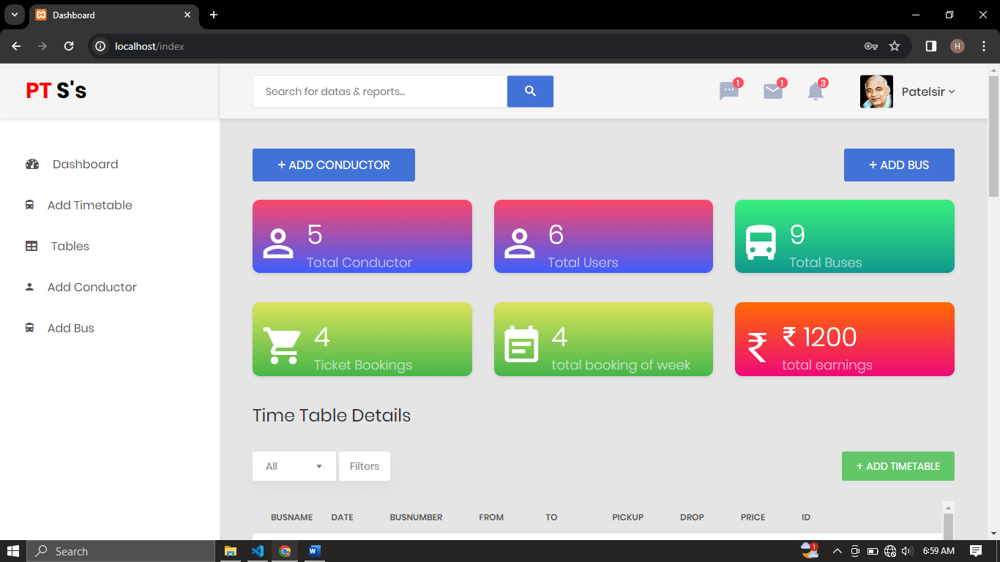 Dashboard
localhost/index
H
PT S's
Search for datas & reports...
1
1
3
Patelsir
Dashboard
Add Timetable
Tables
Add Conductor
Add Bus
+ ADD CONDUCTOR
+ ADD BUS
5
Total Conductor
6
Total Users
9
Total Buses
4
Ticket Bookings
4
total booking of week
₹ 1200
total earnings
Time Table Details
All
Filters
+ ADD TIMETABLE
BUSNAME DATE BUSNUMBER FROM TO PICKUP DROP PRICE ID
Search
1
6:59 AM